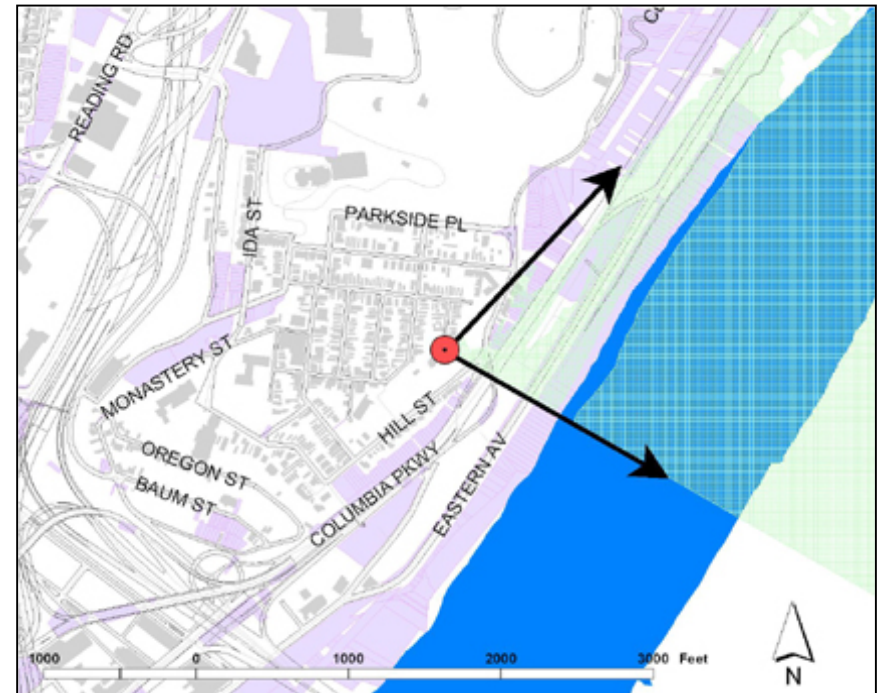 READING RD
IDA ST
PARKSIDE PL
MONASTERY ST
HILL ST
OREGON ST
BAUM ST
COLUMBIA PKWY
EASTERN AV
1000 0 1000 2000 3000 Feet
N